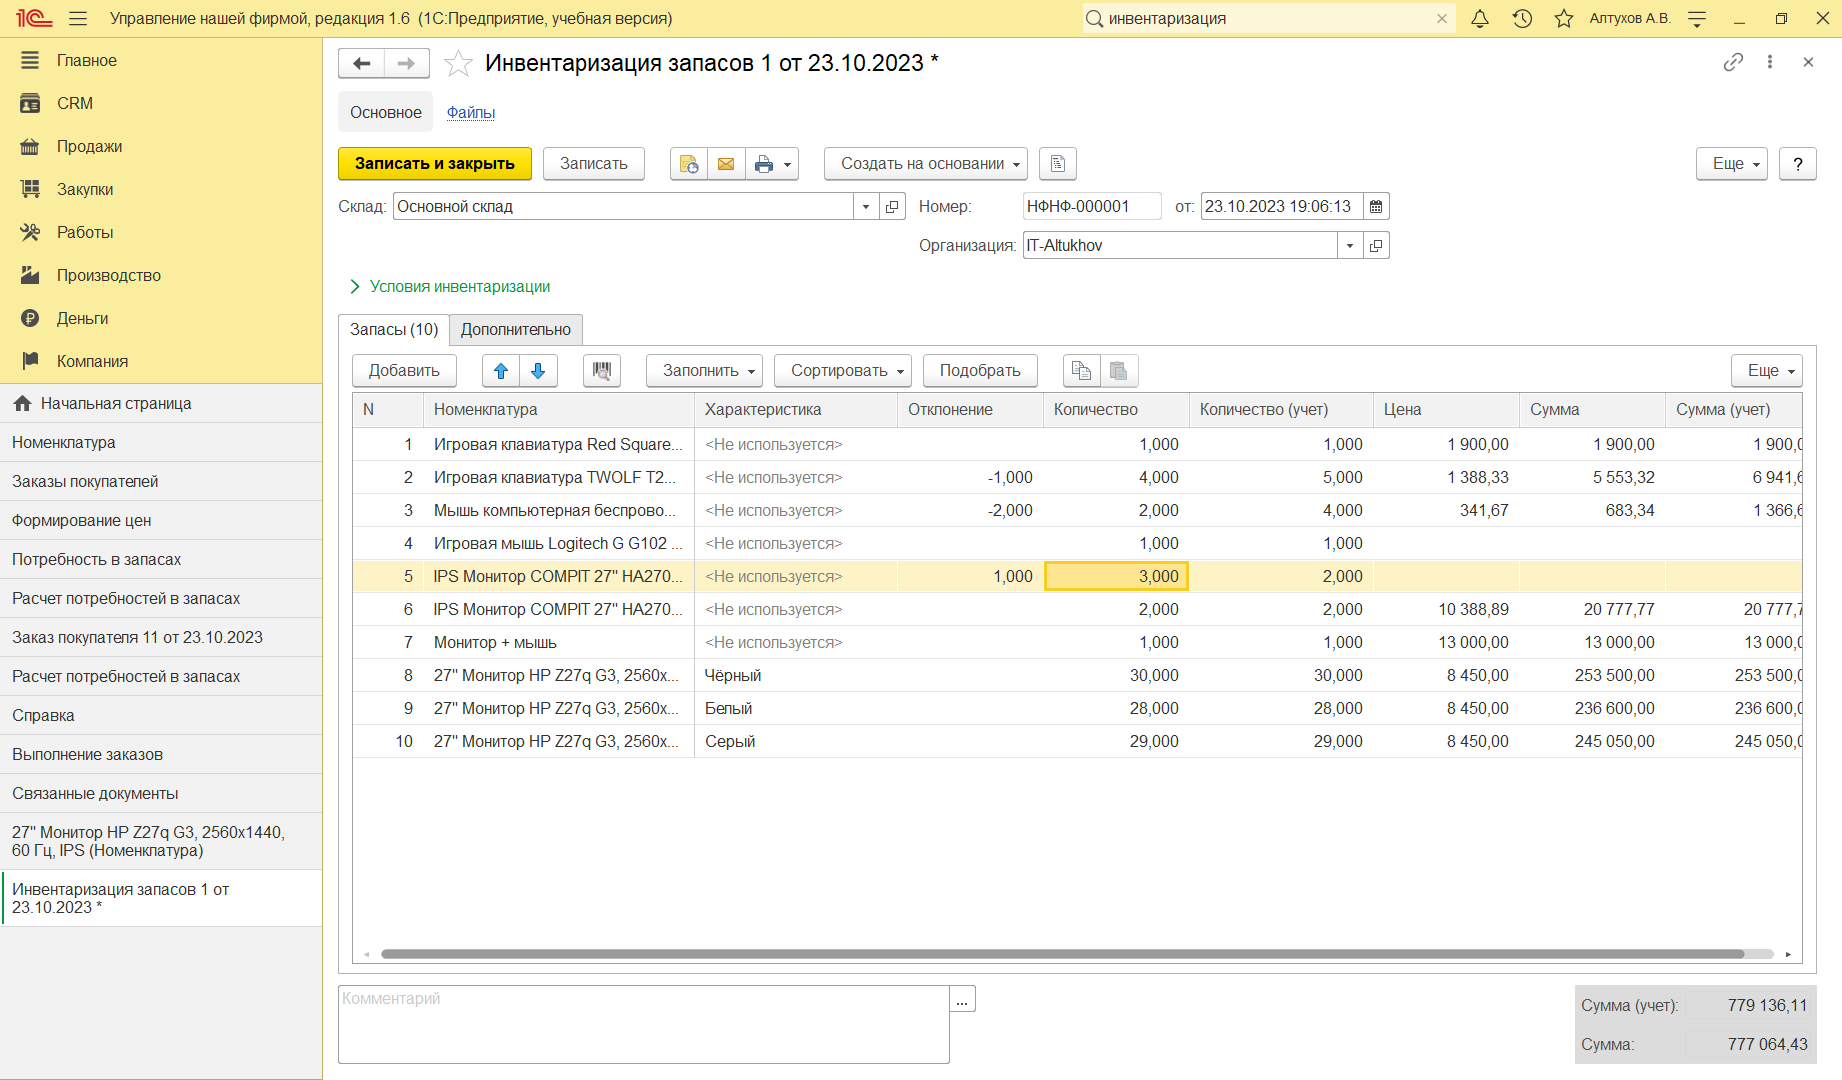 1С Управление нашей фирмой, редакция 1.6 (1С:Предприятие, учебная версия) инвентаризация Алтухов А.В.
Главное
CRM
Продажи
Закупки
Работы
Производство
Деньги
Компания
Начальная страница
Номенклатура
Заказы покупателей
Формирование цен
Потребность в запасах
Расчет потребностей в запасах
Заказ покупателя 11 от 23.10.2023
Расчет потребностей в запасах
Справка
Выполнение заказов
Связанные документы
27" Монитор HP Z27q G3, 2560x1440,
60 Гц, IPS (Номенклатура)
Инвентаризация запасов 1 от
23.10.2023 *
Инвентаризация запасов 1 от 23.10.2023 *
Основное Файлы
Записать и закрыть Записать Создать на основании Еще ?
Склад: Основной склад Номер: НФНФ-000001 от: 23.10.2023 19:06:13
Организация: IT-Altukhov
Условия инвентаризации
Запасы (10) Дополнительно
Добавить Заполнить Сортировать Подобрать Еще
N Номенклатура Характеристика Отклонение Количество Количество (учет) Цена Сумма Сумма (учет)
1 Игровая клавиатура Red Square... <Не используется> 1,000 1,000 1 900,00 1 900,00 1 900,0
2 Игровая клавиатура TWOLF T2... <Не используется> -1,000 4,000 5,000 1 388,33 5 553,32 6 941,6
3 Мышь компьютерная беспрово... <Не используется> -2,000 2,000 4,000 341,67 683,34 1 366,6
4 Игровая мышь Logitech G G102 ... <Не используется> 1,000 1,000
5 IPS Монитор COMPIT 27" HA270... <Не используется> 1,000 3,000 2,000
6 IPS Монитор COMPIT 27" HA270... <Не используется> 2,000 2,000 10 388,89 20 777,77 20 777,7
7 Монитор + мышь <Не используется> 1,000 1,000 13 000,00 13 000,00 13 000,0
8 27" Монитор HP Z27q G3, 2560x... Чёрный 30,000 30,000 8 450,00 253 500,00 253 500,0
9 27" Монитор HP Z27q G3, 2560x... Белый 28,000 28,000 8 450,00 236 600,00 236 600,0
10 27" Монитор HP Z27q G3, 2560x... Серый 29,000 29,000 8 450,00 245 050,00 245 050,0
Комментарий ...
Сумма (учет): 779 136,11
Сумма: 777 064,43